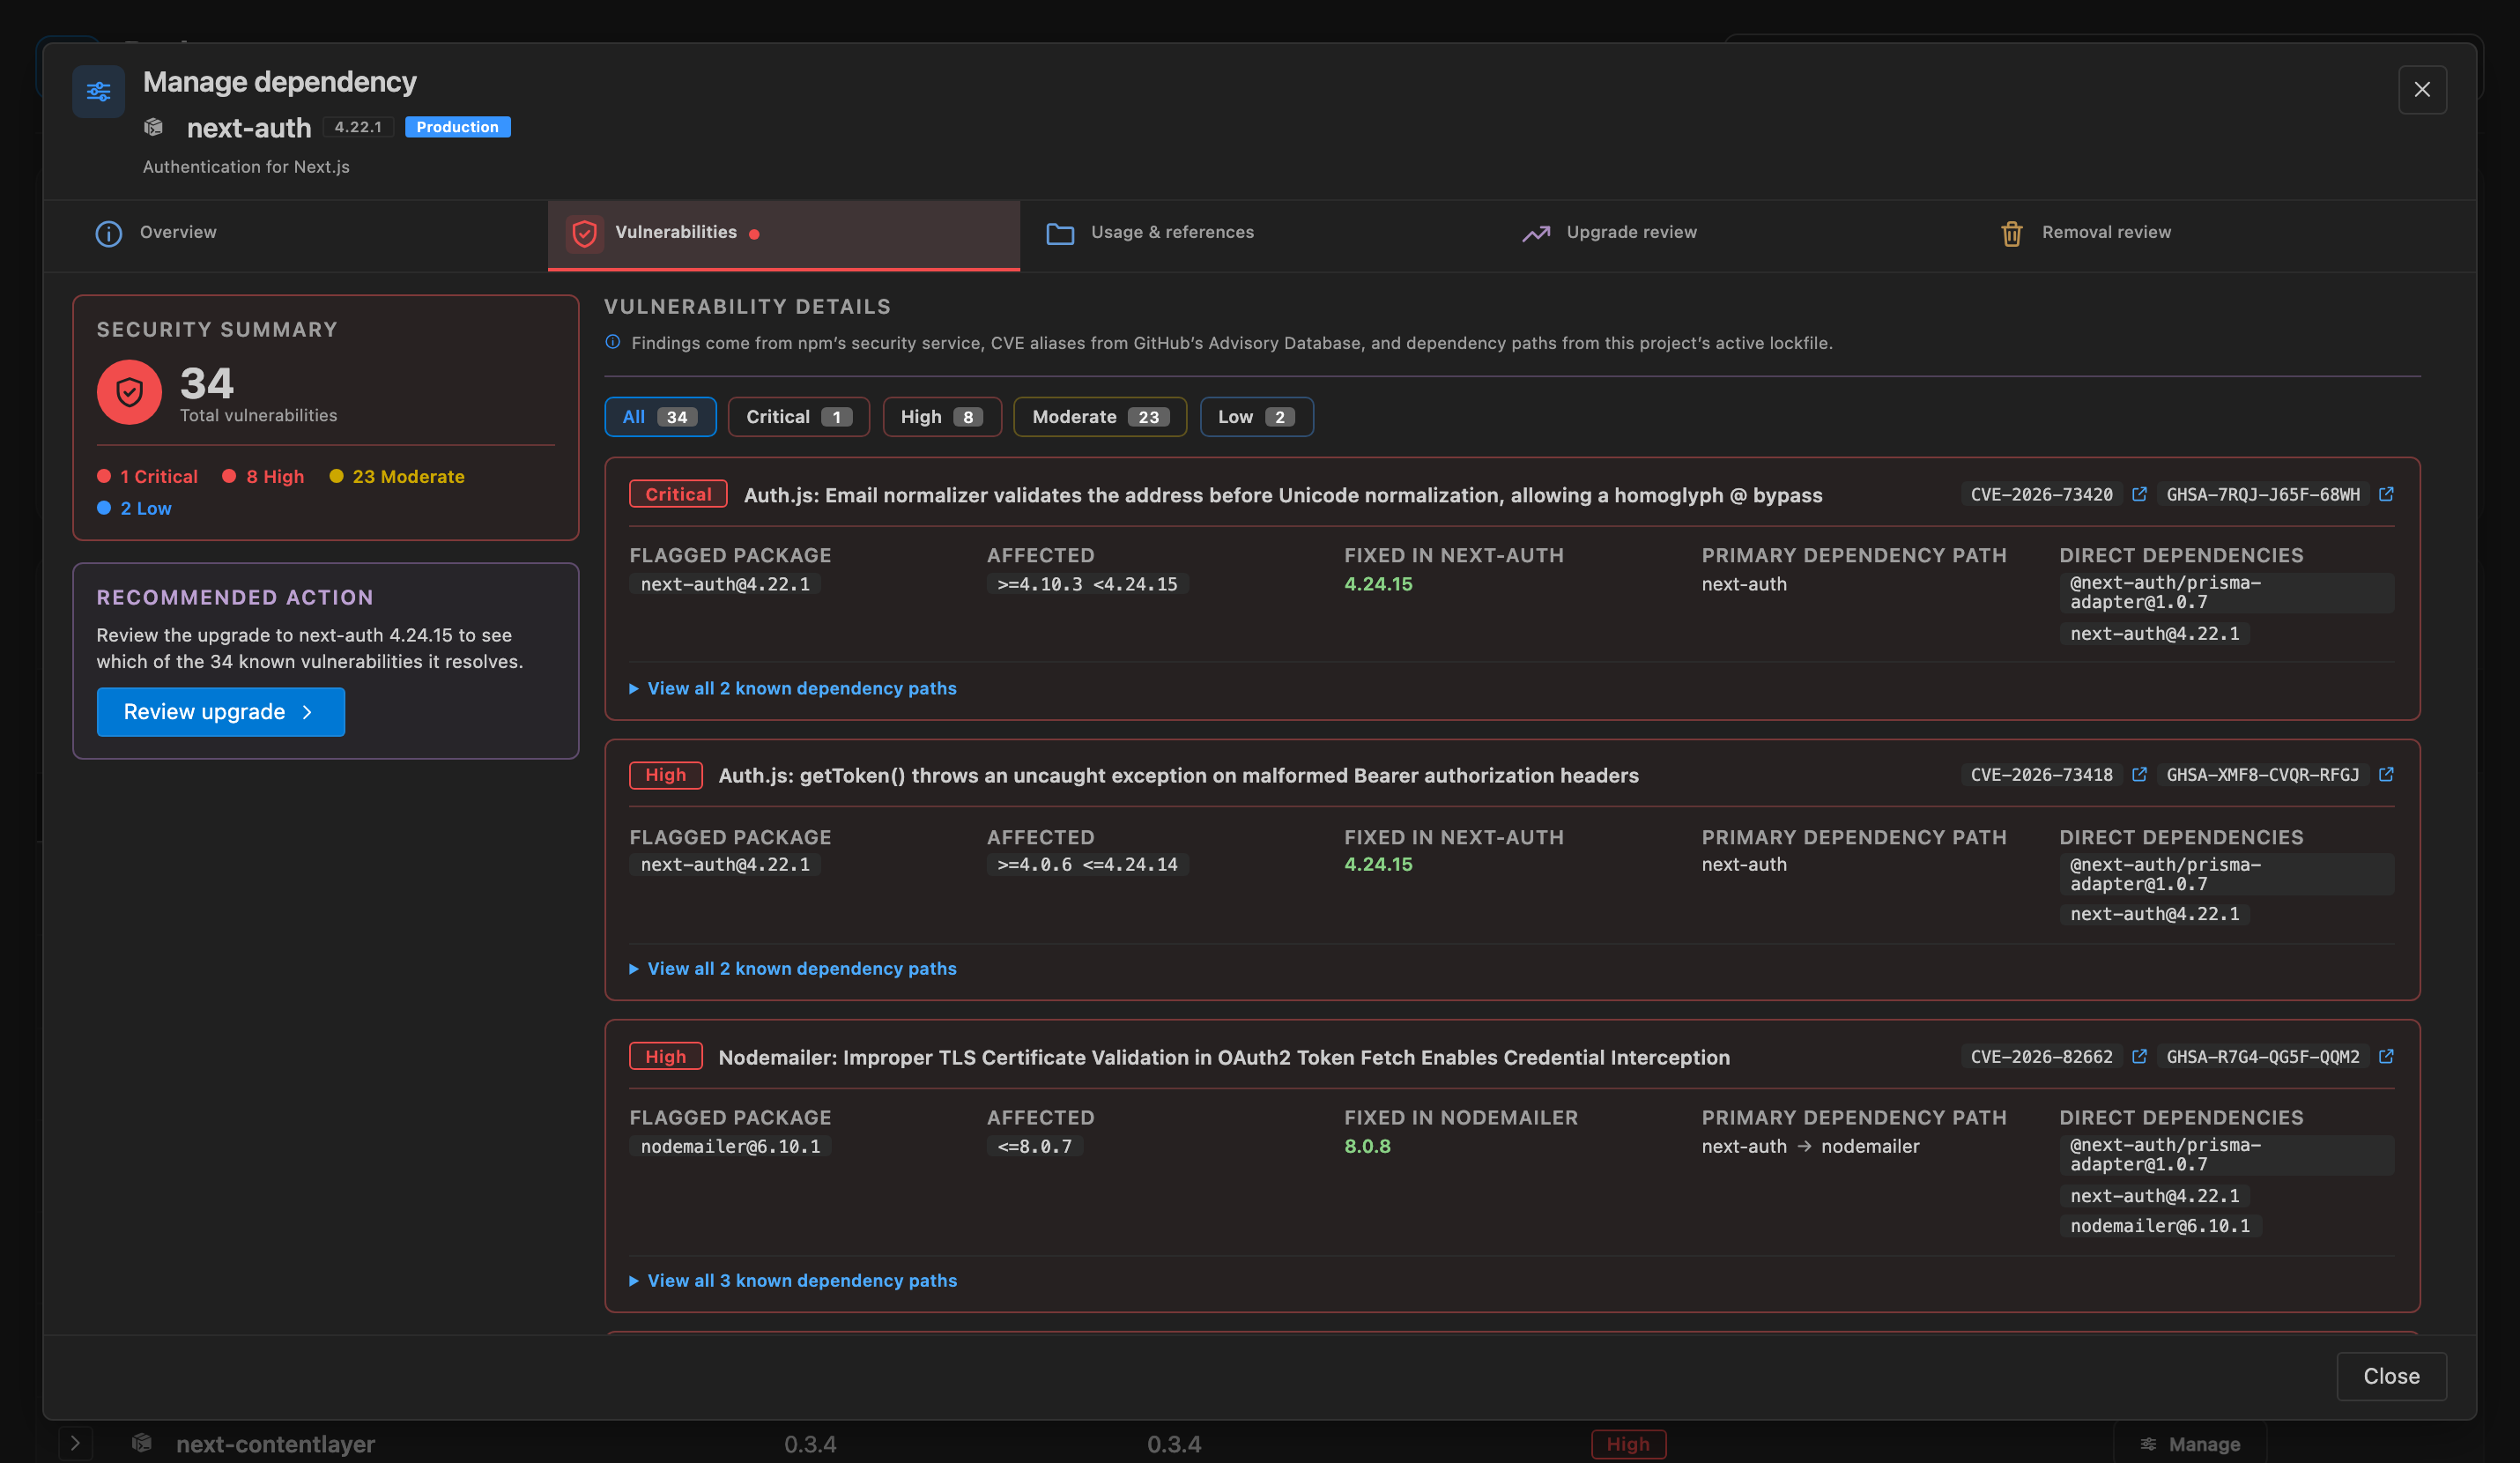 Manage dependency
next-auth 4.22.1 Production
Authentication for Next.js
Overview
Vulnerabilities
Usage & references
Upgrade review
Removal review
SECURITY SUMMARY
34
Total vulnerabilities
1 Critical 8 High 23 Moderate
2 Low
RECOMMENDED ACTION
Review the upgrade to next-auth 4.24.15 to see
which of the 34 known vulnerabilities it resolves.
Review upgrade
VULNERABILITY DETAILS
Findings come from npm’s security service, CVE aliases from GitHub’s Advisory Database, and dependency paths from this project’s active lockfile.
All 34 Critical 1 High 8 Moderate 23 Low 2
Critical Auth.js: Email normalizer validates the address before Unicode normalization, allowing a homoglyph @ bypass CVE-2026-73420 GHSA-7RQJ-J65F-68WH
FLAGGED PACKAGE AFFECTED FIXED IN NEXT-AUTH PRIMARY DEPENDENCY PATH DIRECT DEPENDENCIES
next-auth@4.22.1 >=4.10.3 <4.24.15 4.24.15 next-auth @next-auth/prisma-
adapter@1.0.7
next-auth@4.22.1
View all 2 known dependency paths
High Auth.js: getToken() throws an uncaught exception on malformed Bearer authorization headers CVE-2026-73418 GHSA-XMF8-CVQR-RFGJ
FLAGGED PACKAGE AFFECTED FIXED IN NEXT-AUTH PRIMARY DEPENDENCY PATH DIRECT DEPENDENCIES
next-auth@4.22.1 >=4.0.6 <=4.24.14 4.24.15 next-auth @next-auth/prisma-
adapter@1.0.7
next-auth@4.22.1
View all 2 known dependency paths
High Nodemailer: Improper TLS Certificate Validation in OAuth2 Token Fetch Enables Credential Interception CVE-2026-82662 GHSA-R7G4-QG5F-QQM2
FLAGGED PACKAGE AFFECTED FIXED IN NODEMAILER PRIMARY DEPENDENCY PATH DIRECT DEPENDENCIES
nodemailer@6.10.1 <=8.0.7 8.0.8 next-auth → nodemailer @next-auth/prisma-
adapter@1.0.7
next-auth@4.22.1
nodemailer@6.10.1
View all 3 known dependency paths
Close
next-contentlayer 0.3.4 0.3.4 High Manage